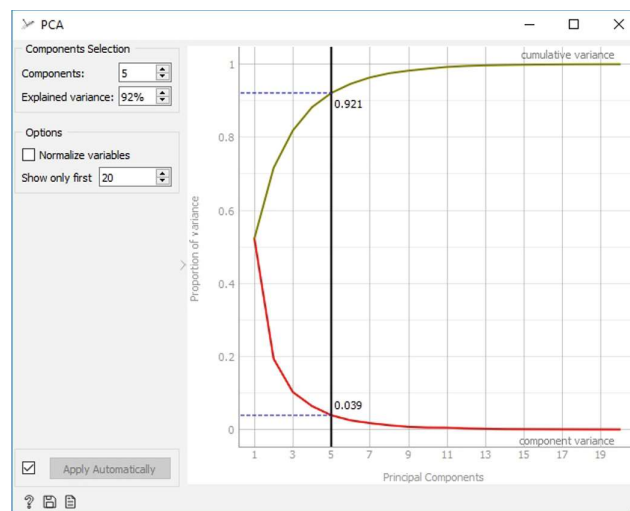 PCA
Components Selection
Components: 5
Explained variance: 92%
Options
Normalize variables
Show only first 20
Apply Automatically
cumulative variance
1
0.921
0.8
0.6
0.4
0.2
0.039
0
component variance
Proportion of variance
1 3 5 7 9 11 13 15 17 19
Principal Components